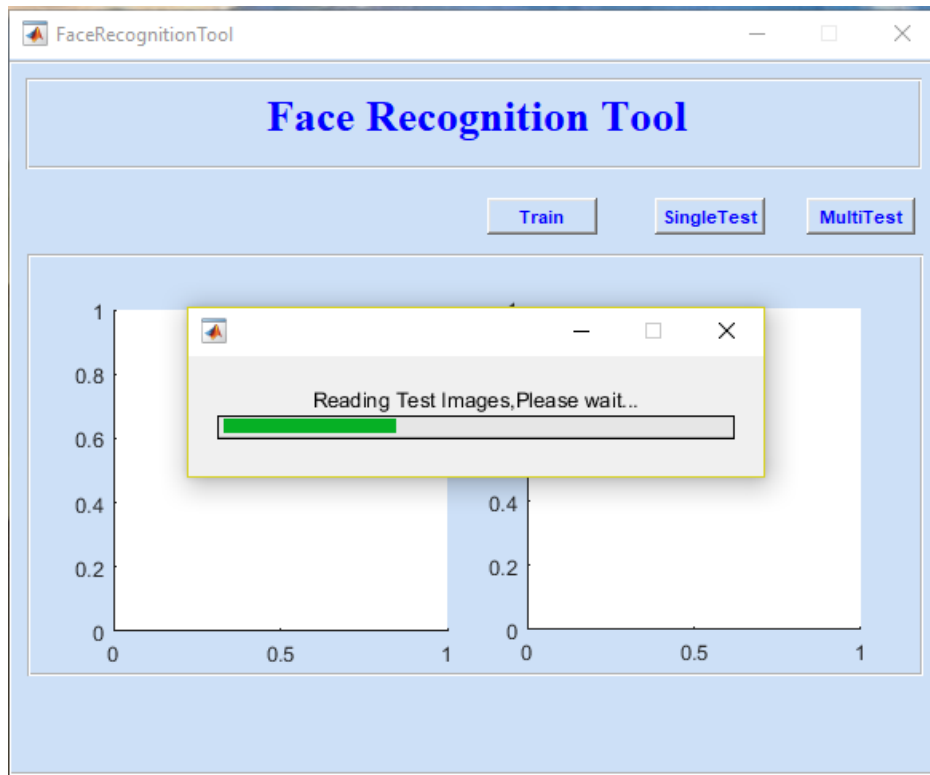 FaceRecognitionTool
Face Recognition Tool
Train SingleTest MultiTest
Reading Test Images,Please wait...
1
0.8
0.6
0.4
0.2
0
0 0.5 1
0.4
0.2
0
0 0.5 1